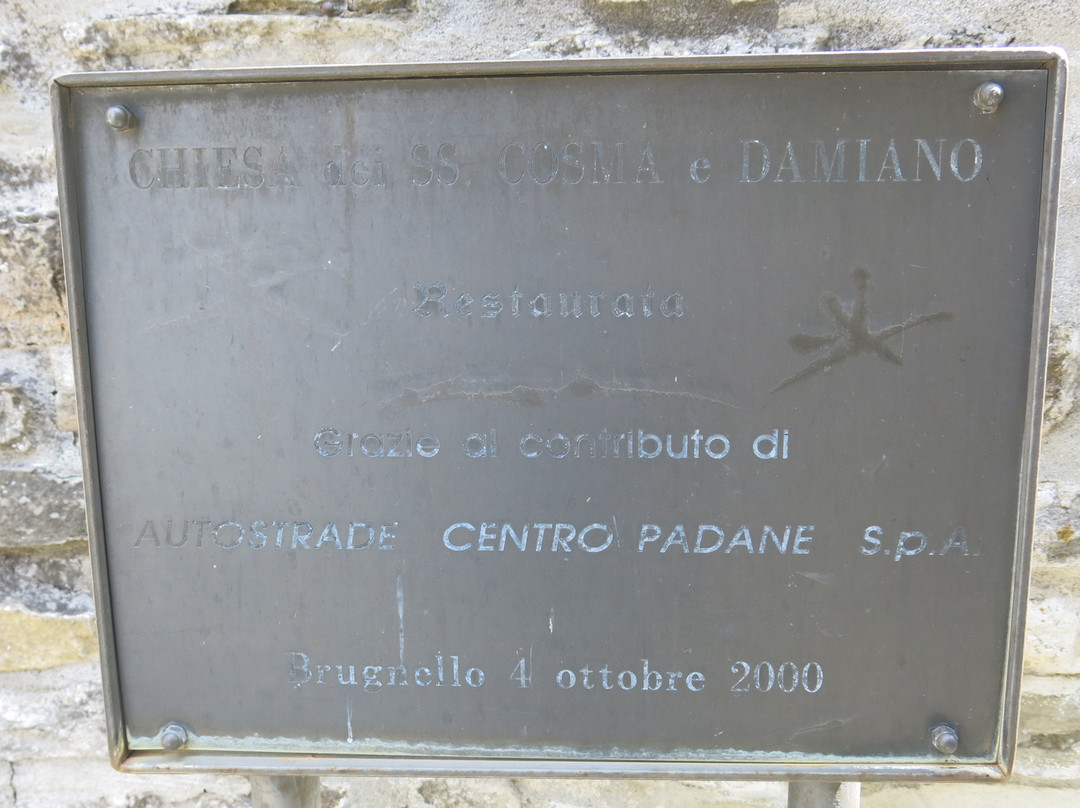 CHIESA dei SS. COSMA e DAMIANO
Restaurata
Grazie al contributo di
AUTOSTRADE CENTRO PADANE S.p.A.
Brugnello 4 ottobre 2000